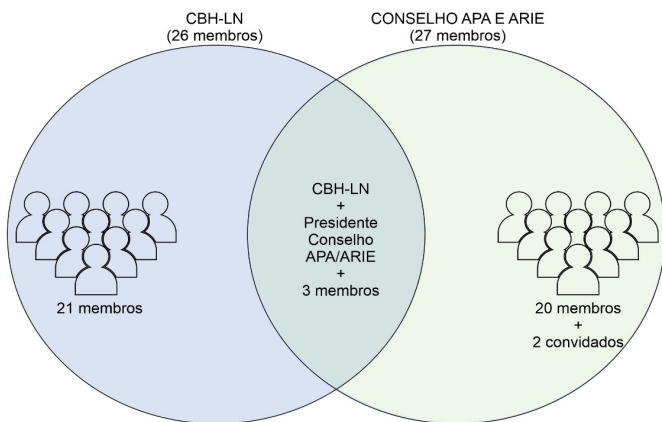 CBH-LN
(26 membros)
CONSELHO APA E ARIE
(27 membros)
21 membros
CBH-LN
+
Presidente
Conselho
APA/ARIE
+
3 membros
20 membros
+
2 convidados